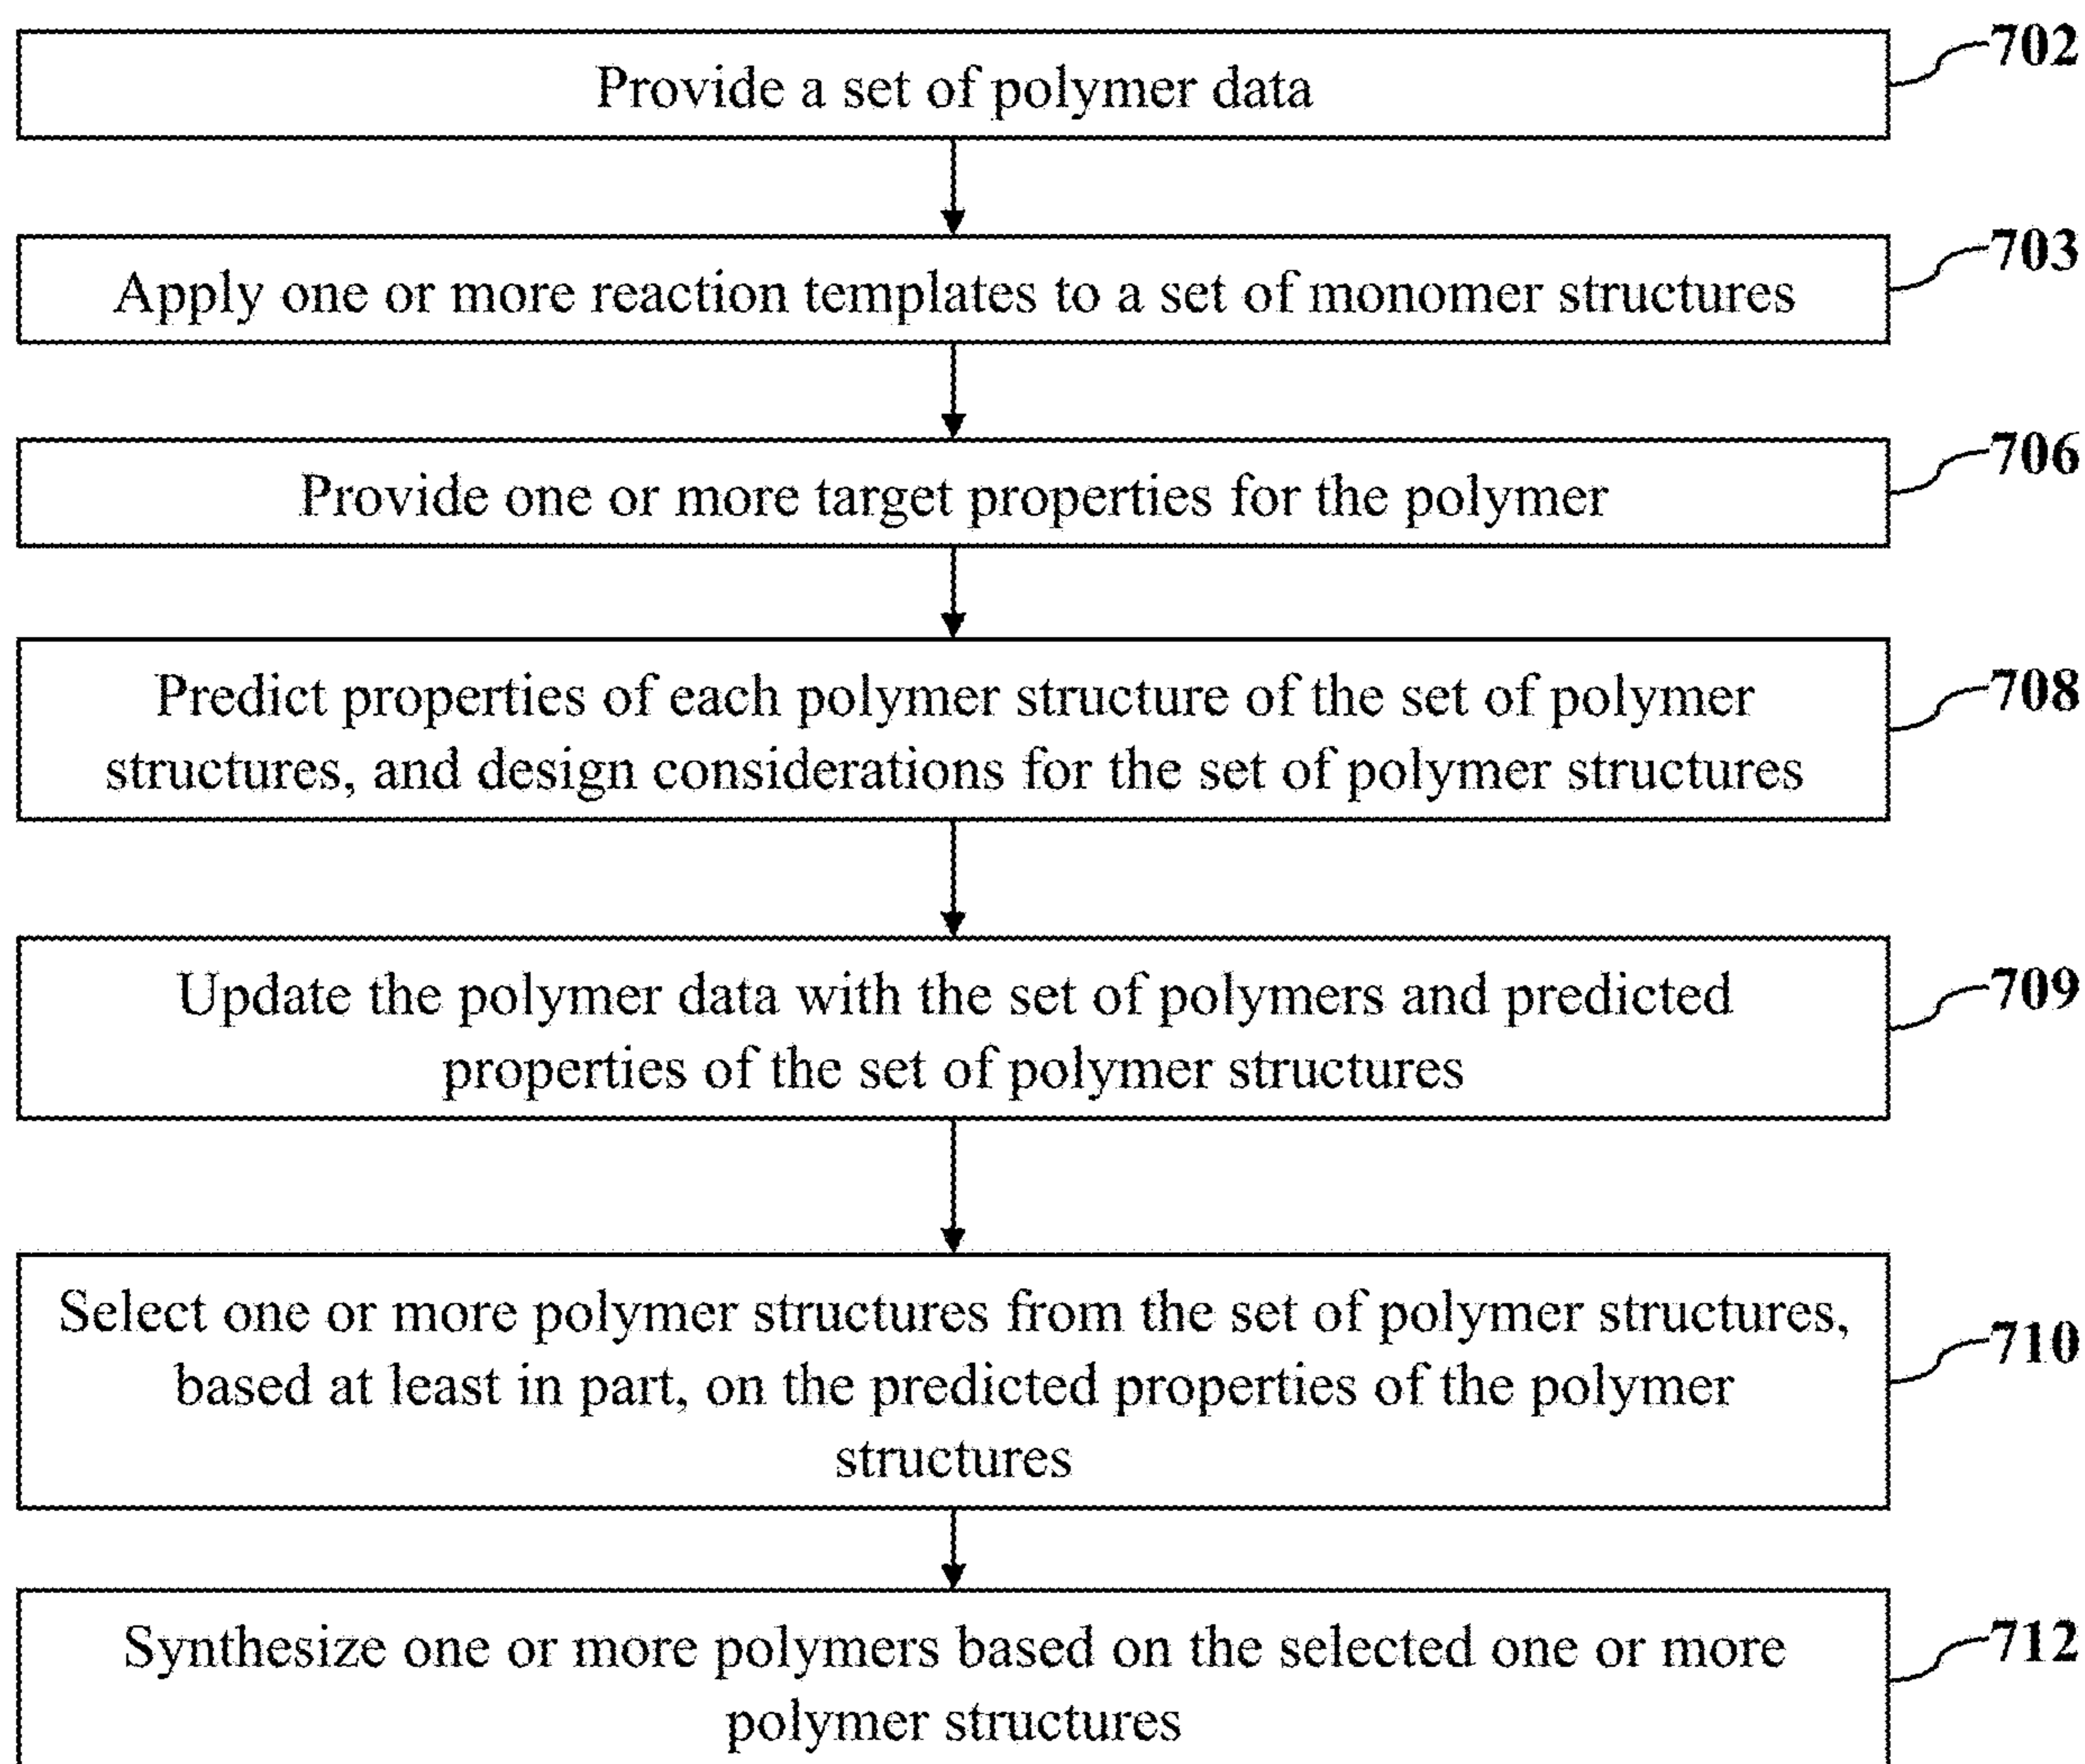 Provide a set of polymer data
702
Apply one or more reaction templates to a set of monomer structures
703
Provide one or more target properties for the polymer
706
Predict properties of each polymer structure of the set of polymer
structures, and design considerations for the set of polymer structures
708
Update the polymer data with the set of polymers and predicted
properties of the set of polymer structures
709
Select one or more polymer structures from the set of polymer structures,
based at least in part, on the predicted properties of the polymer
structures
710
Synthesize one or more polymers based on the selected one or more
polymer structures
712